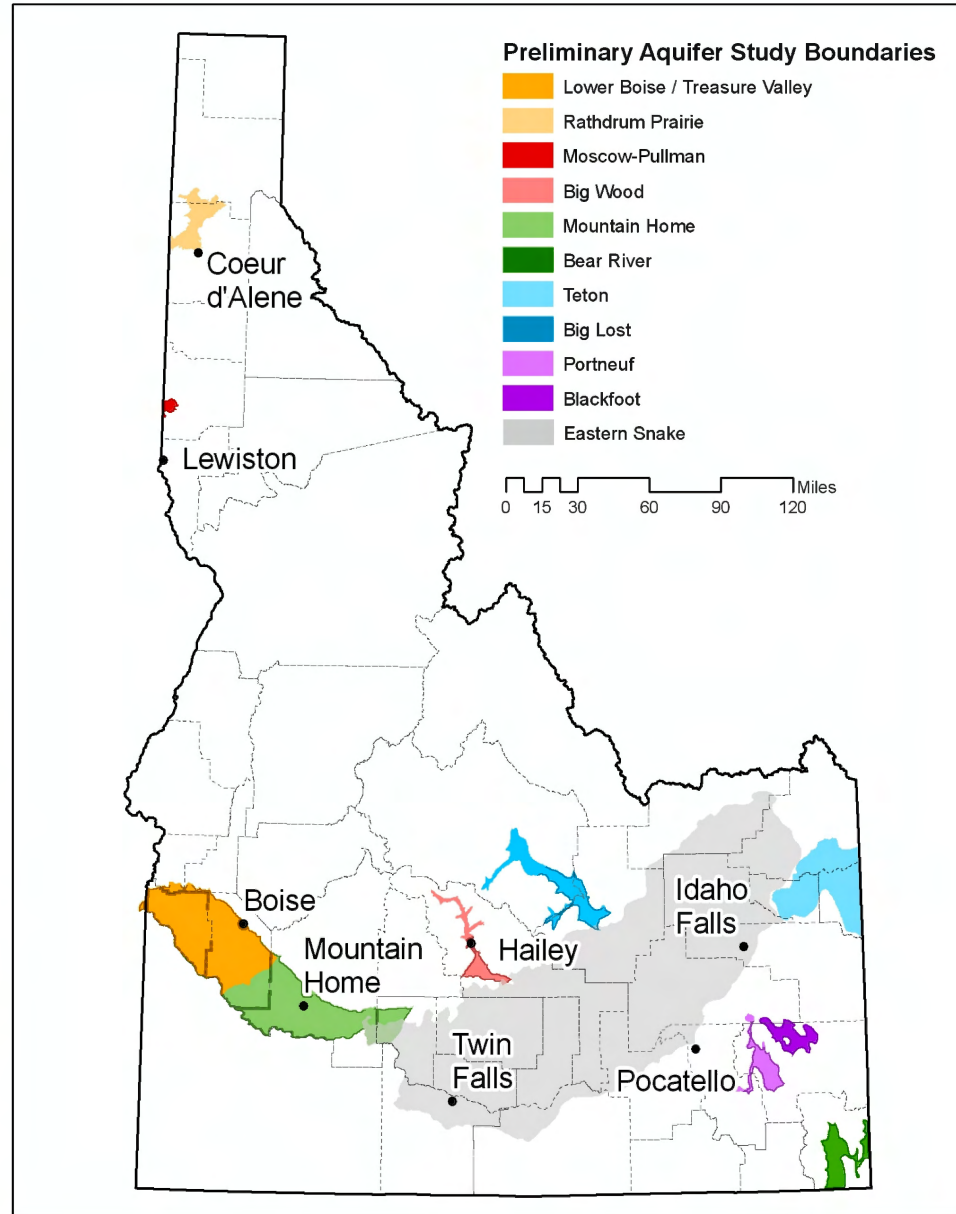 Preliminary Aquifer Study Boundaries
Lower Boise / Treasure Valley
Rathdrum Prairie
Moscow-Pullman
Big Wood
Mountain Home
Bear River
Teton
Big Lost
Portneuf
Blackfoot
Eastern Snake
Miles
0 15 30 60 90 120
Coeur
d'Alene
Lewiston
Boise
Mountain
Home
Hailey
Idaho
Falls
Twin
Falls
Pocatello